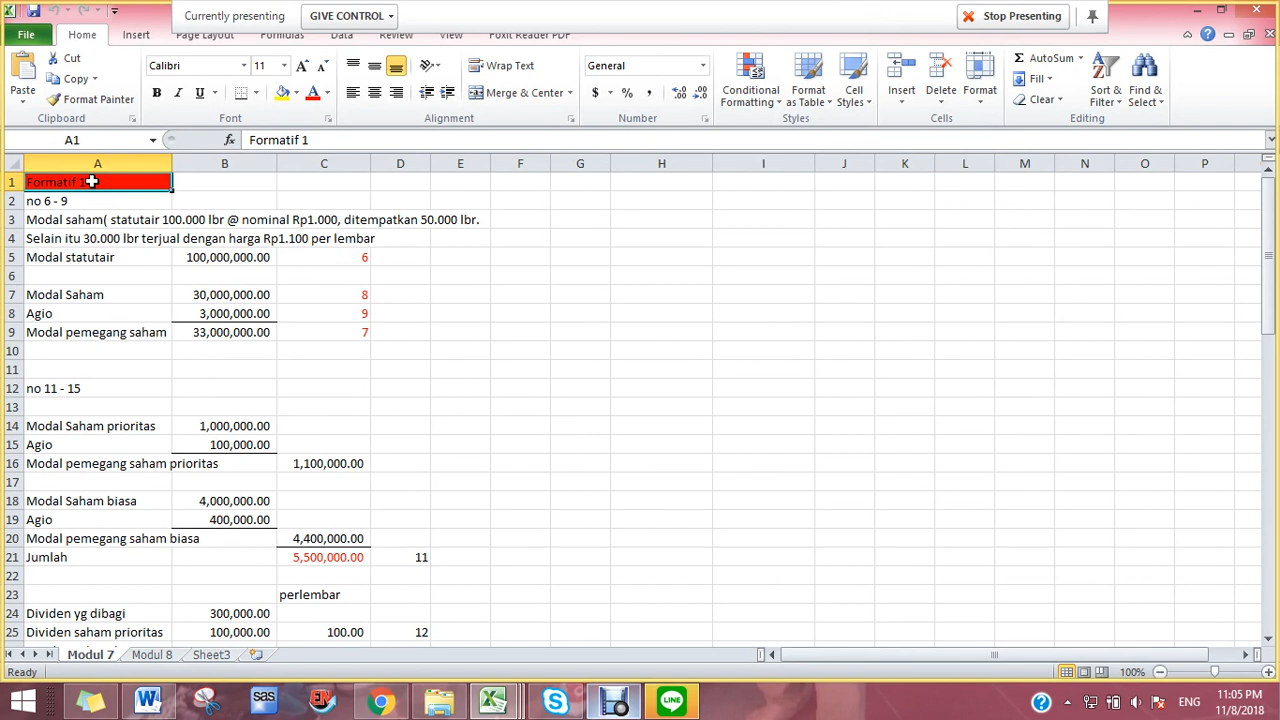 Currently presenting GIVE CONTROL Stop Presenting
File Home Insert Page Layout Formulas Data Review View Foxit Reader PDF
Paste Cut Copy Format Painter Clipboard
Calibri 11 B I U Font
Wrap Text Merge & Center Alignment
General $ % , Number
Conditional Formatting Format as Table Cell Styles Styles
Insert Delete Format Cells
AutoSum Fill Clear Sort & Filter Find & Select Editing
A1 fx Formatif 1
A B C D E F G H I J K L M N O P
1 Formatif 1
2 no 6 - 9
3 Modal saham( statutair 100.000 lbr @ nominal Rp1.000, ditempatkan 50.000 lbr.
4 Selain itu 30.000 lbr terjual dengan harga Rp1.100 per lembar
5 Modal statutair 100,000,000.00 6
6
7 Modal Saham 30,000,000.00 8
8 Agio 3,000,000.00 9
9 Modal pemegang saham 33,000,000.00 7
10
11
12 no 11 - 15
13
14 Modal Saham prioritas 1,000,000.00
15 Agio 100,000.00
16 Modal pemegang saham prioritas 1,100,000.00
17
18 Modal Saham biasa 4,000,000.00
19 Agio 400,000.00
20 Modal pemegang saham biasa 4,400,000.00
21 Jumlah 5,500,000.00 11
22
23 perlembar
24 Dividen yg dibagi 300,000.00
25 Dividen saham prioritas 100,000.00 100.00 12
Modul 7 Modul 8 Sheet3
Ready 100%
sas EN LINE ENG 11:05 PM
11/8/2018